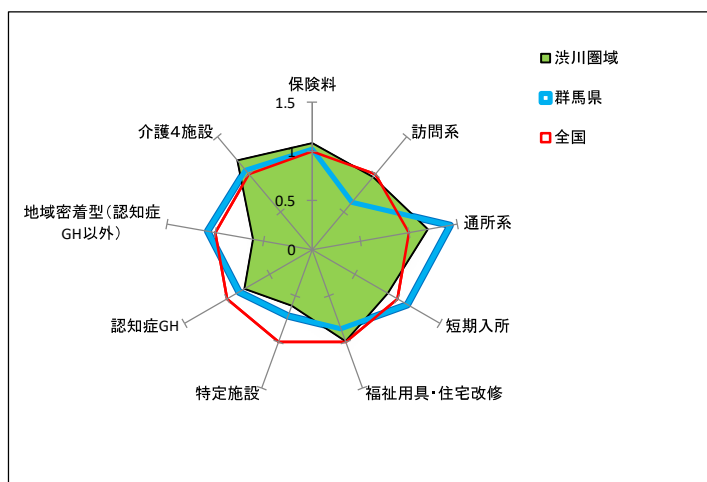 渋川圏域
群馬県
全国
保険料
1.5
1
0.5
0
訪問系
通所系
短期入所
福祉用具・住宅改修
特定施設
認知症GH
地域密着型(認知症
GH以外)
介護4施設